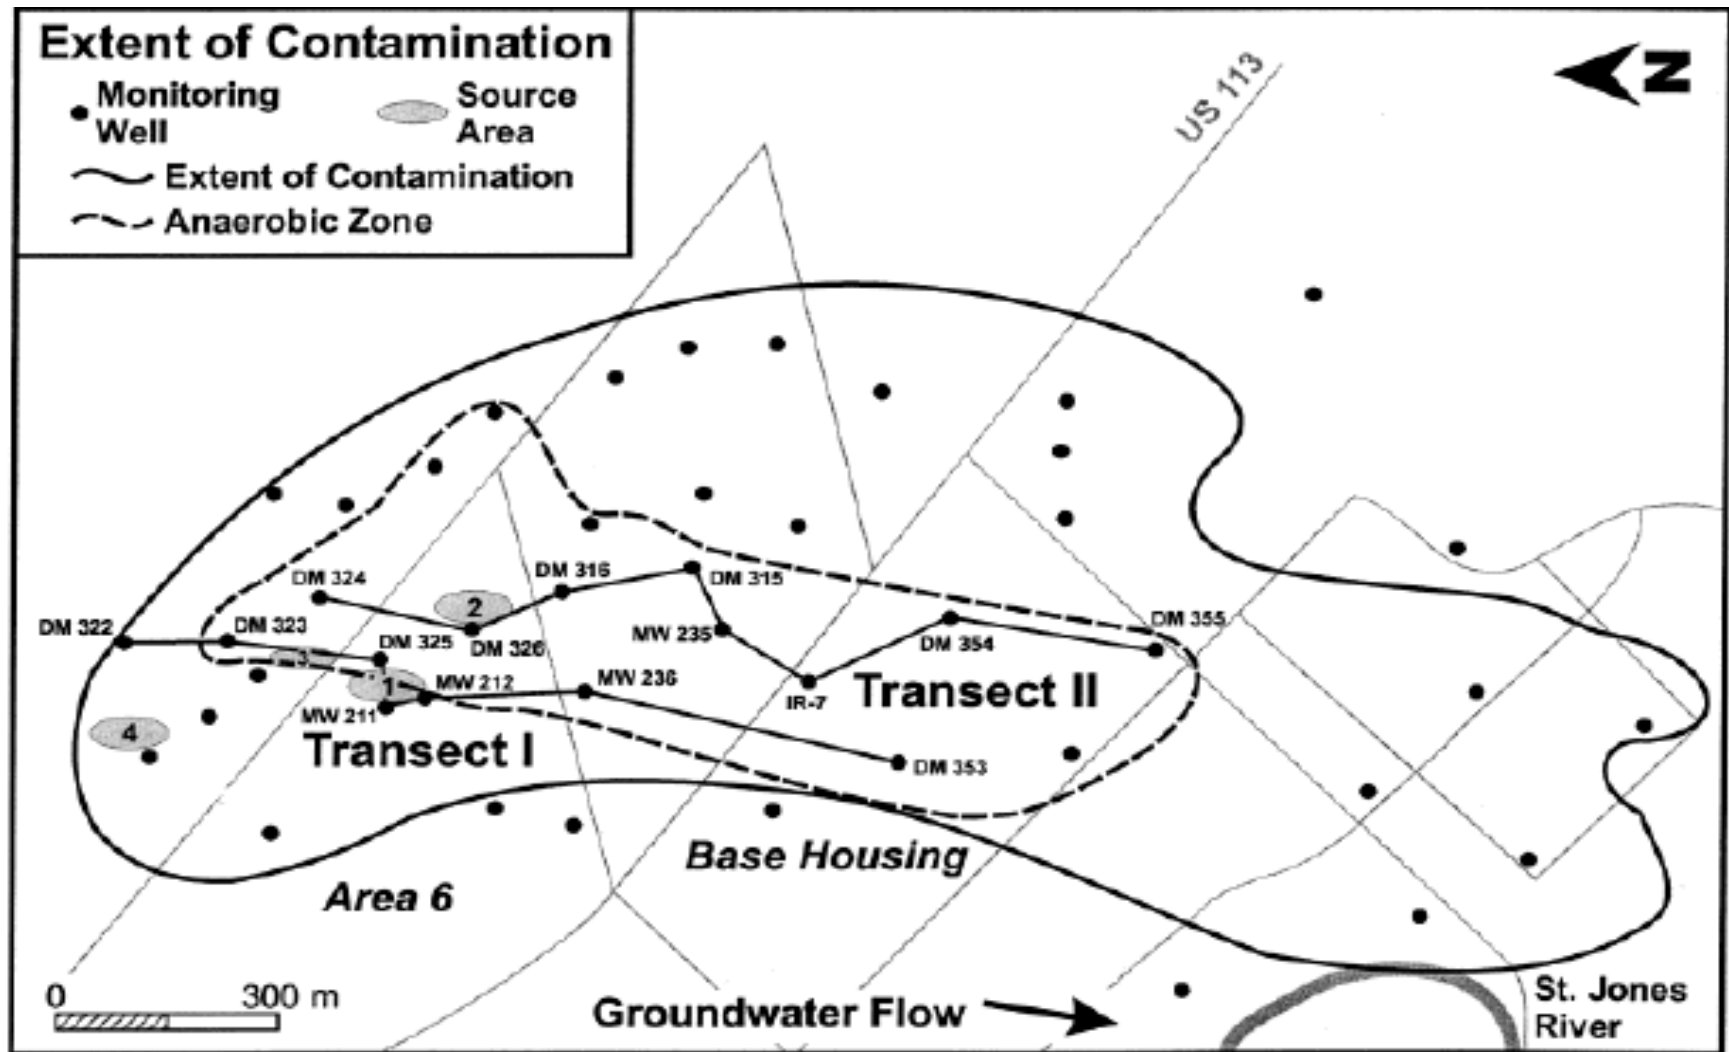 Extent of Contamination
Monitoring Well
Source Area
Extent of Contamination
Anaerobic Zone
N
US 113
DM 324
DM 316
DM 315
2
DM 322
DM 323
DM 325
DM 326
MW 235
DM 354
DM 355
3
1
MW 212
MW 236
IR-7
Transect II
MW 211
4
Transect I
DM 353
Base Housing
Area 6
0 300 m
Groundwater Flow
St. Jones
River